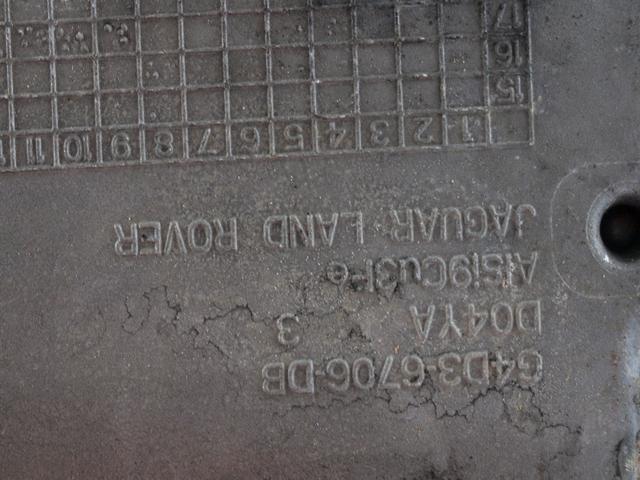 G4D3-6706-DB
D04YA 3
AlSi9Cu3Fe
JAGUAR LAND ROVER
1 2 3 4 5 6 7 8 9 10 11
15
16
17